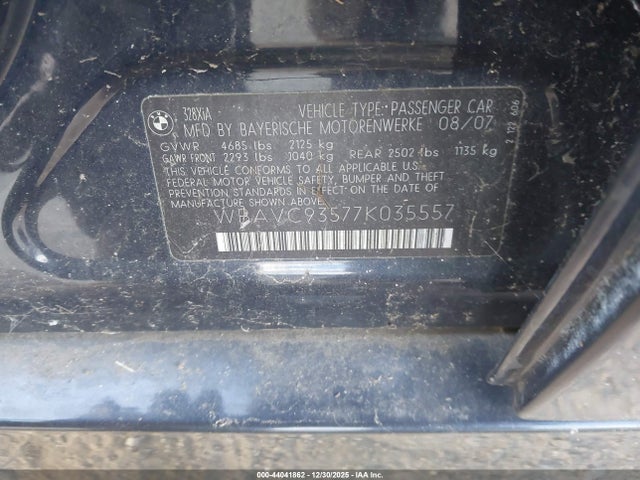 BMW
328XiA
VEHICLE TYPE: PASSENGER CAR
MFD BY BAYERISCHE MOTORENWERKE 08/07
GVWR 4685 lbs 2125 kg
GAWR FRONT 2293 lbs 1040 kg REAR 2502 lbs 1135 kg
THIS VEHICLE CONFORMS TO ALL APPLICABLE
FEDERAL MOTOR VEHICLE SAFETY, BUMPER AND THEFT
PREVENTION STANDARDS IN EFFECT ON THE DATE OF
MANUFACTURE SHOWN ABOVE.
WBAVC93577K035557
000-44041862 12/30/2025 IAAI.COM